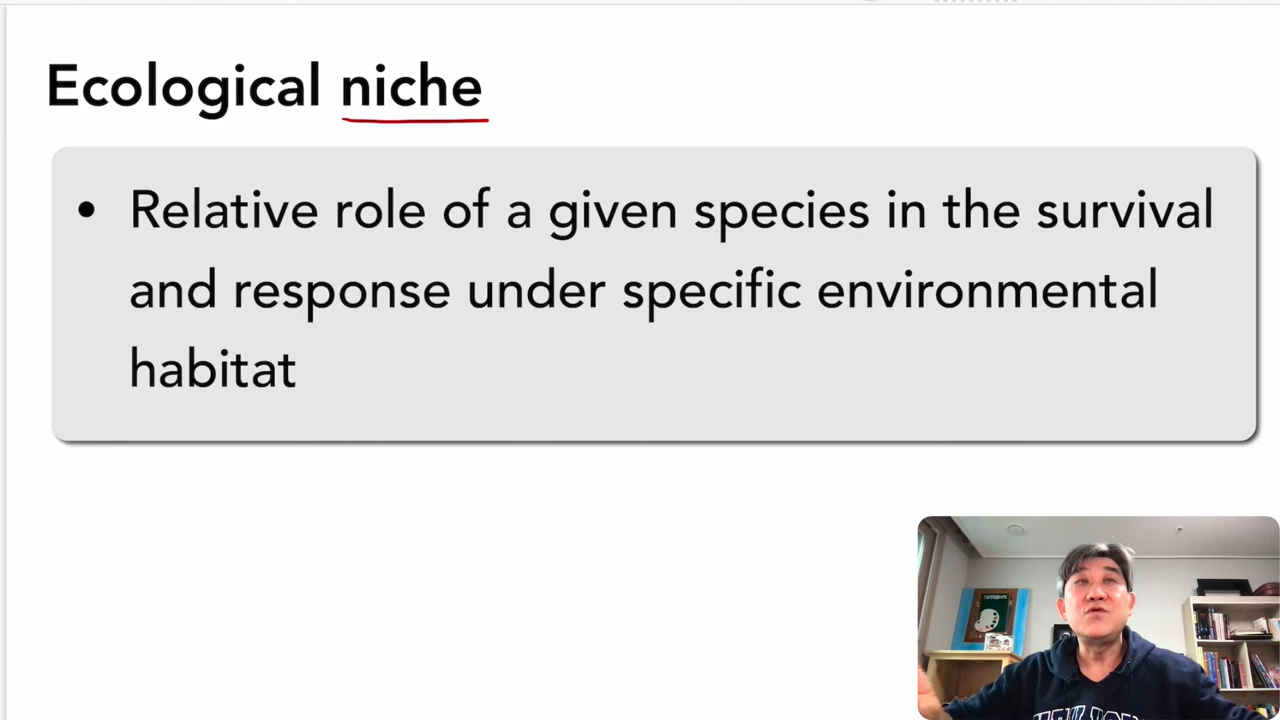 Ecological niche
• Relative role of a given species in the survival
and response under specific environmental
habitat